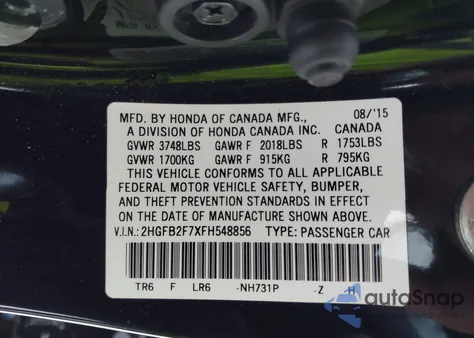 MFD. BY HONDA OF CANADA MFG., 08/'15
A DIVISION OF HONDA CANADA INC. CANADA
GVWR 3748LBS GAWR F 2018LBS R 1753LBS
GVWR 1700KG GAWR F 915KG R 795KG
THIS VEHICLE CONFORMS TO ALL APPLICABLE
FEDERAL MOTOR VEHICLE SAFETY, BUMPER,
AND THEFT PREVENTION STANDARDS IN EFFECT
ON THE DATE OF MANUFACTURE SHOWN ABOVE.
V.I.N.: 2HGFB2F7XFH548856 TYPE: PASSENGER CAR
TR6 F LR6 -NH731P -Z H
autoSnap